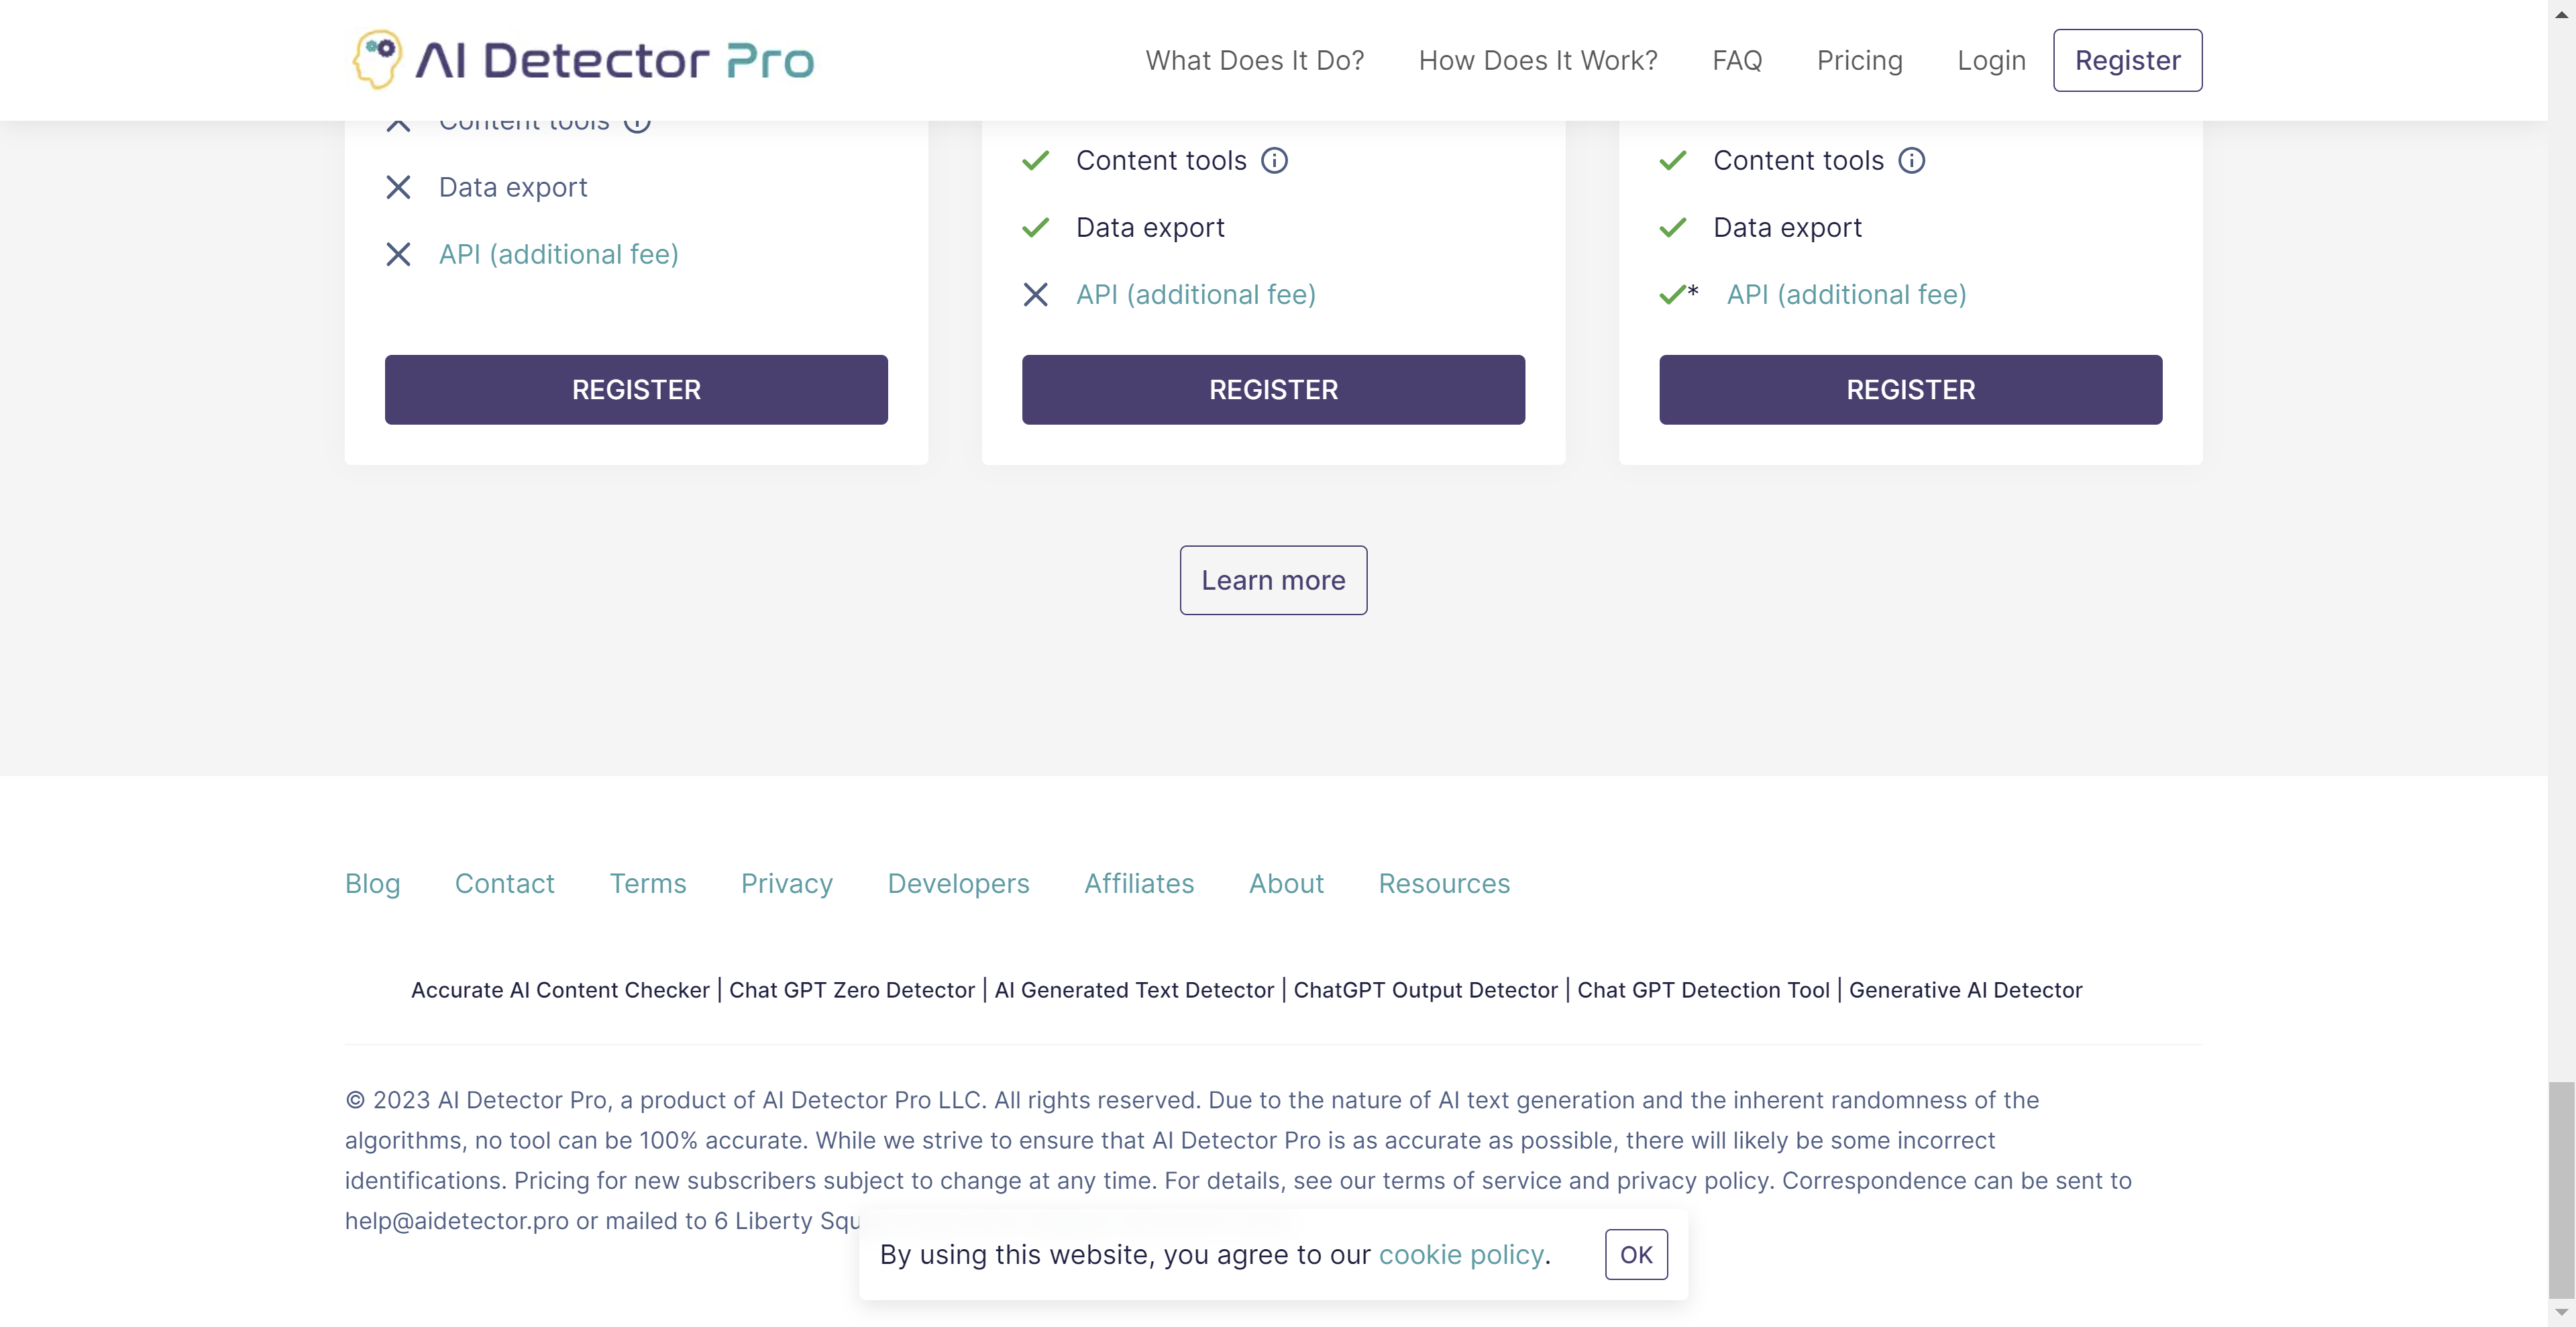 AI Detector Pro
What Does It Do? How Does It Work? FAQ Pricing Login Register
Content tools
Data export
API (additional fee)
REGISTER
Content tools
Data export
API (additional fee)
REGISTER
Content tools
Data export
* API (additional fee)
REGISTER
Learn more
Blog Contact Terms Privacy Developers Affiliates About Resources
Accurate AI Content Checker | Chat GPT Zero Detector | AI Generated Text Detector | ChatGPT Output Detector | Chat GPT Detection Tool | Generative AI Detector
© 2023 AI Detector Pro, a product of AI Detector Pro LLC. All rights reserved. Due to the nature of AI text generation and the inherent randomness of the
algorithms, no tool can be 100% accurate. While we strive to ensure that AI Detector Pro is as accurate as possible, there will likely be some incorrect
identifications. Pricing for new subscribers subject to change at any time. For details, see our terms of service and privacy policy. Correspondence can be sent to
help@aidetector.pro or mailed to 6 Liberty Squ
By using this website, you agree to our cookie policy. OK